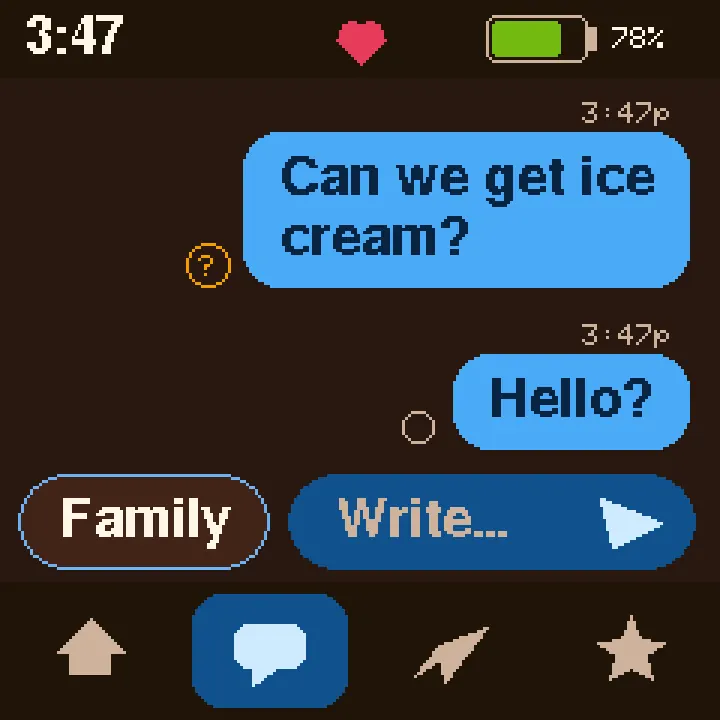 3:47
78%
3:47p
Can we get ice
cream?
?
3:47p
Hello?
Family
Write...